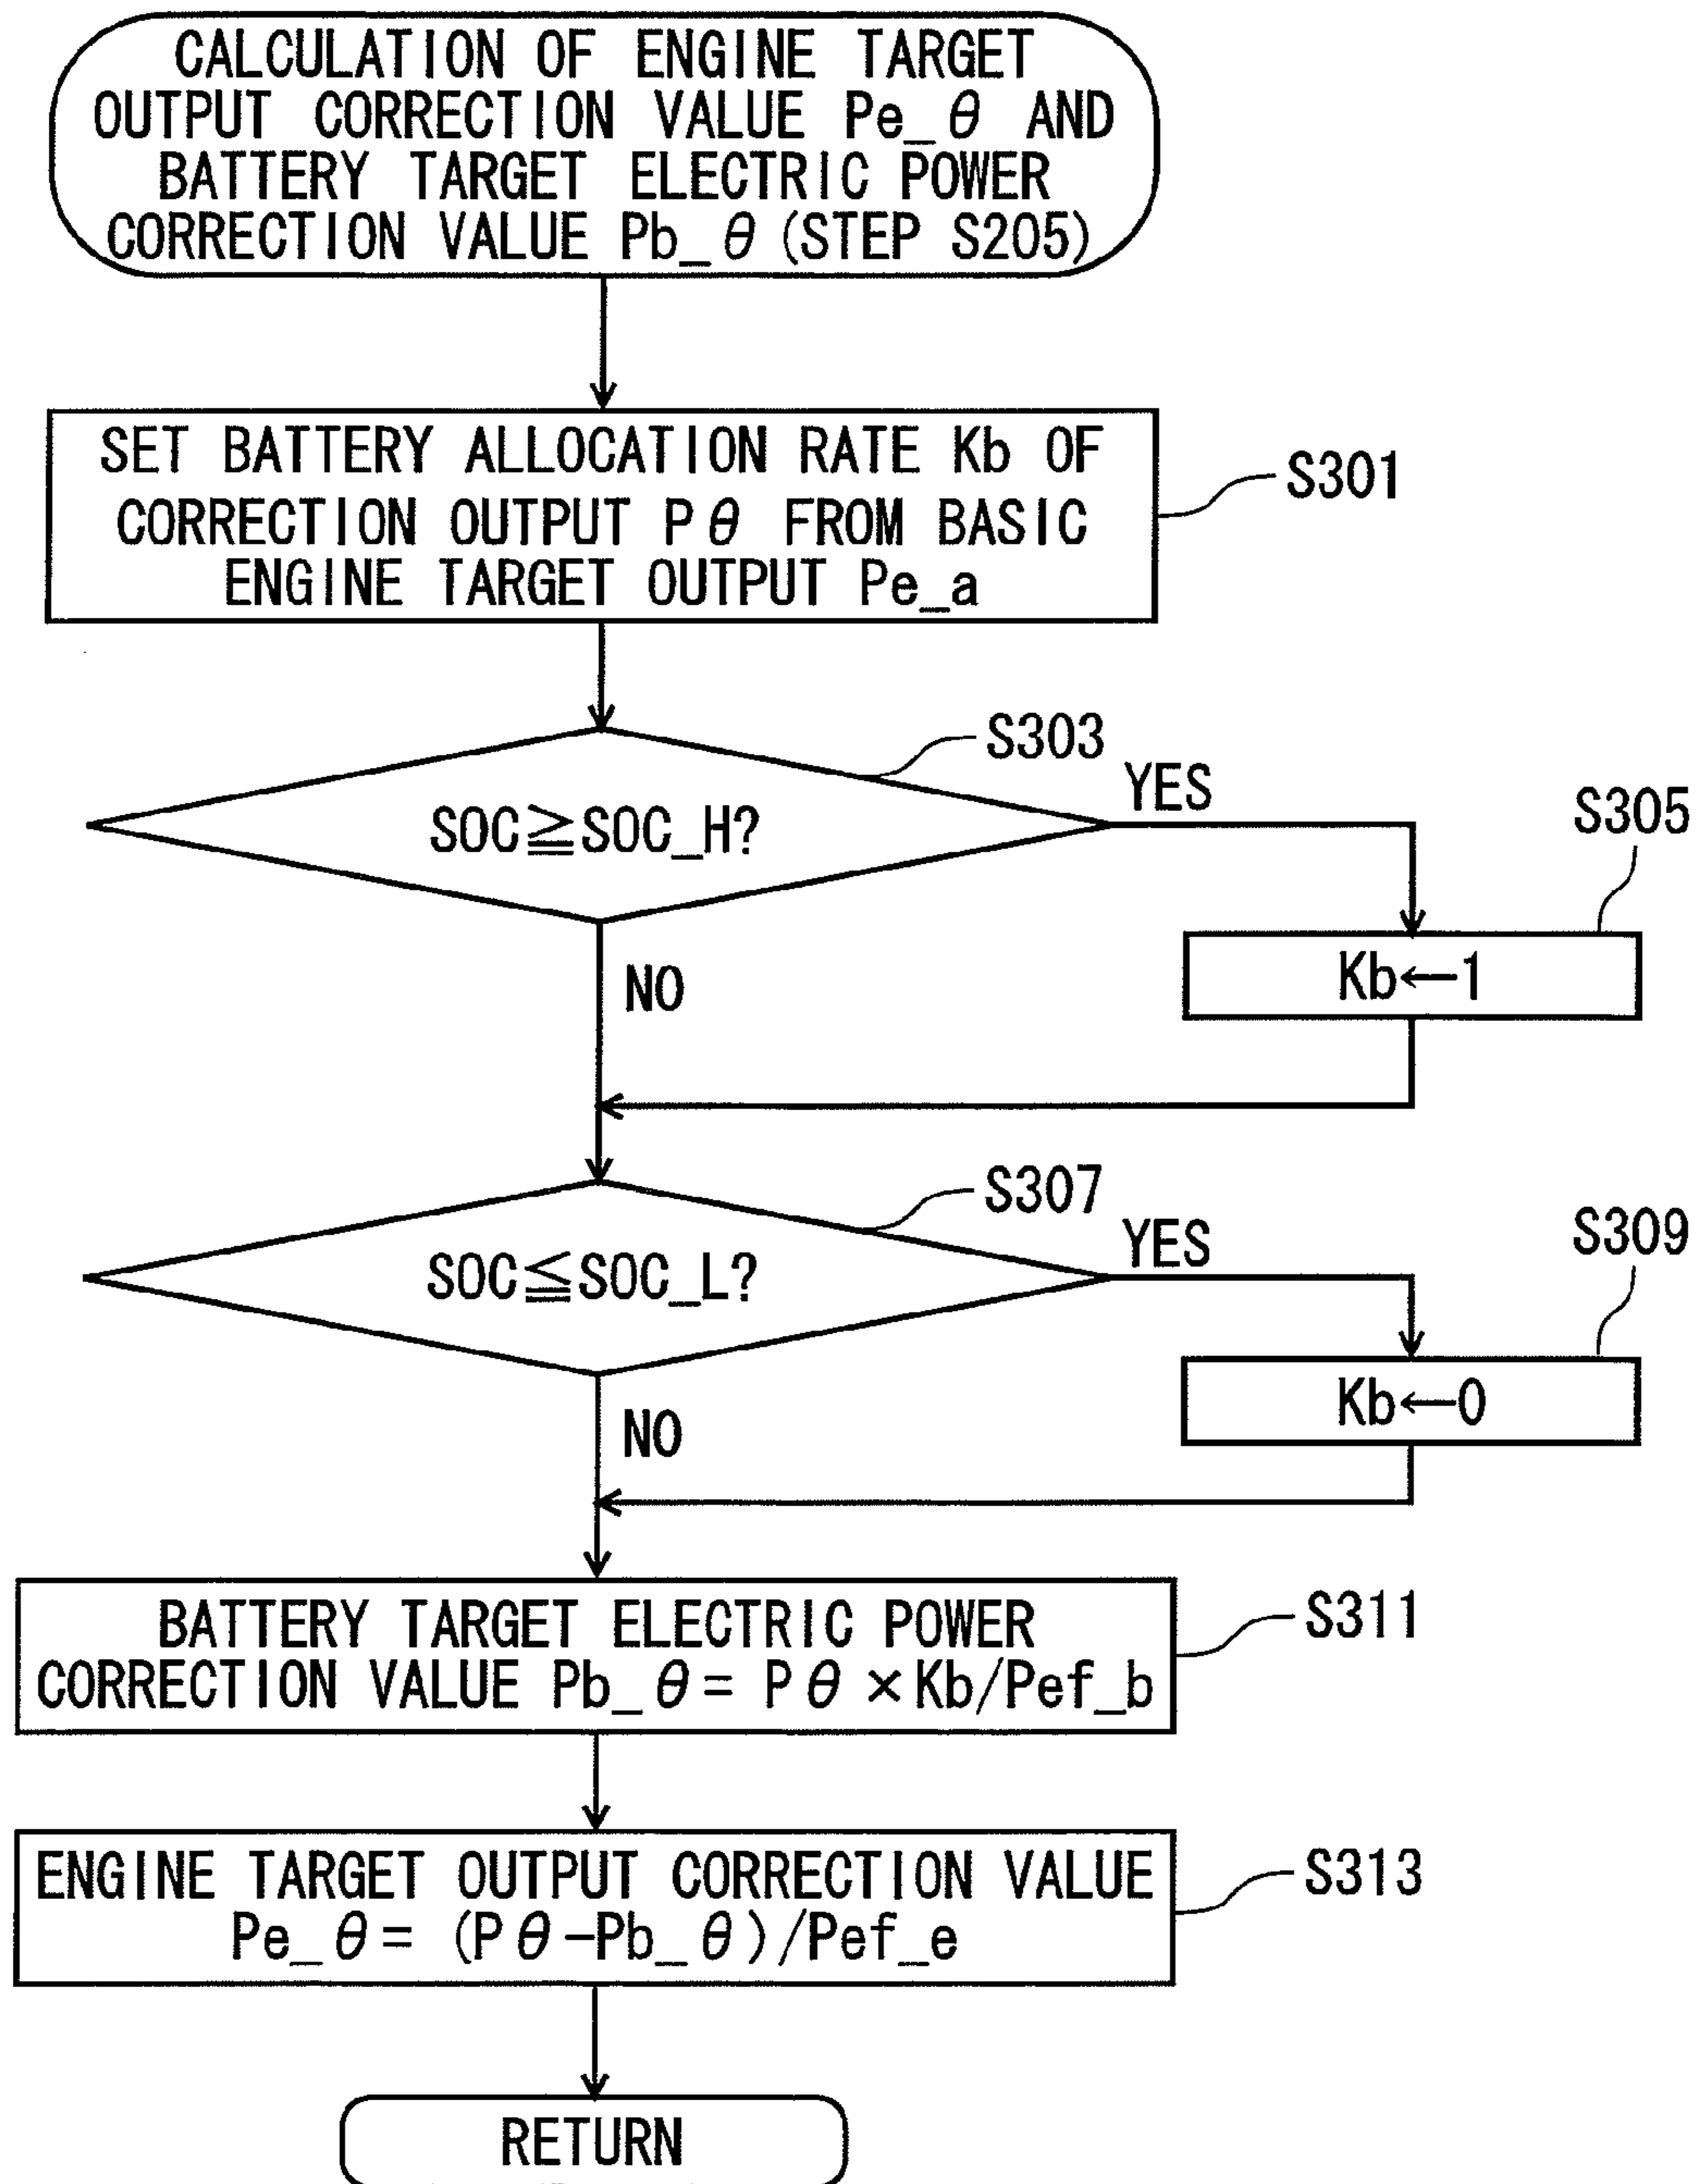 CALCULATION OF ENGINE TARGET
OUTPUT CORRECTION VALUE Pe_θ AND
BATTERY TARGET ELECTRIC POWER
CORRECTION VALUE Pb_θ (STEP S205)
SET BATTERY ALLOCATION RATE Kb OF
CORRECTION OUTPUT Pθ FROM BASIC
ENGINE TARGET OUTPUT Pe_a
S301
S303
SOC≧SOC_H?
YES
S305
Kb←1
NO
S307
SOC≦SOC_L?
YES
S309
Kb←0
NO
BATTERY TARGET ELECTRIC POWER
CORRECTION VALUE Pb_θ= Pθ×Kb/Pef_b
S311
ENGINE TARGET OUTPUT CORRECTION VALUE
Pe_θ= (Pθ-Pb_θ)/Pef_e
S313
RETURN